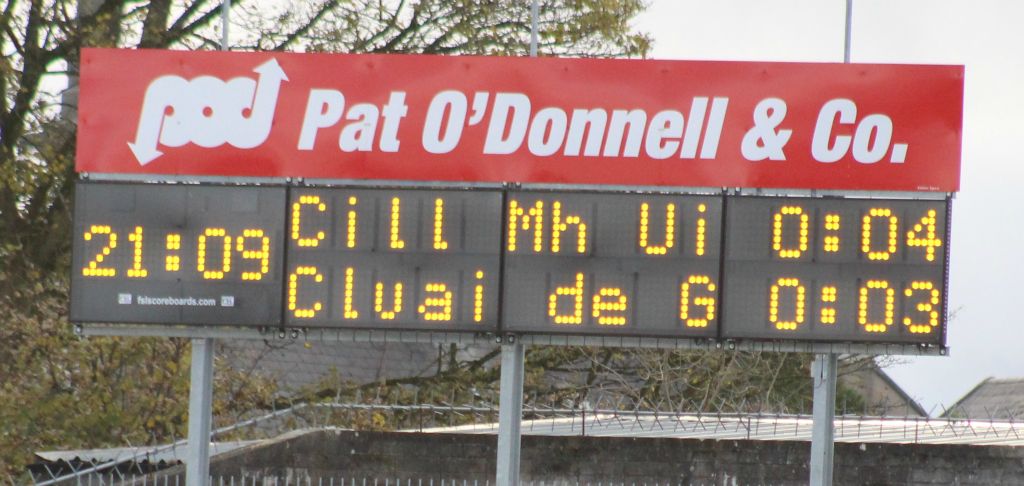 pod Pat O'Donnell & Co.
21:09
Cill Mh Ui 0:04
Cluai de G 0:03
fslscoreboards.com